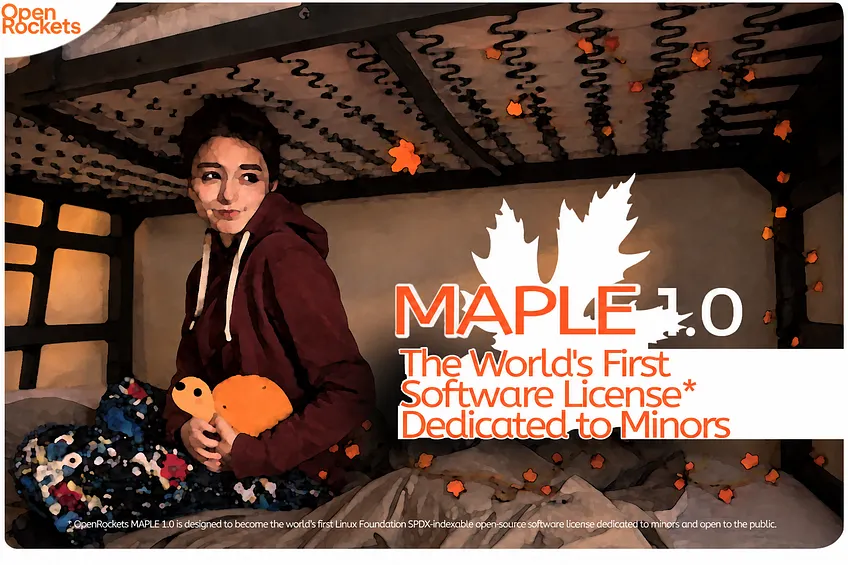 Open
Rockets
MAPLE 1.0
The World's First
Software License*
Dedicated to Minors
* OpenRockets MAPLE 1.0 is designed to become the world's first Linux Foundation SPDX-indexable open-source software license dedicated to minors and open to the public.